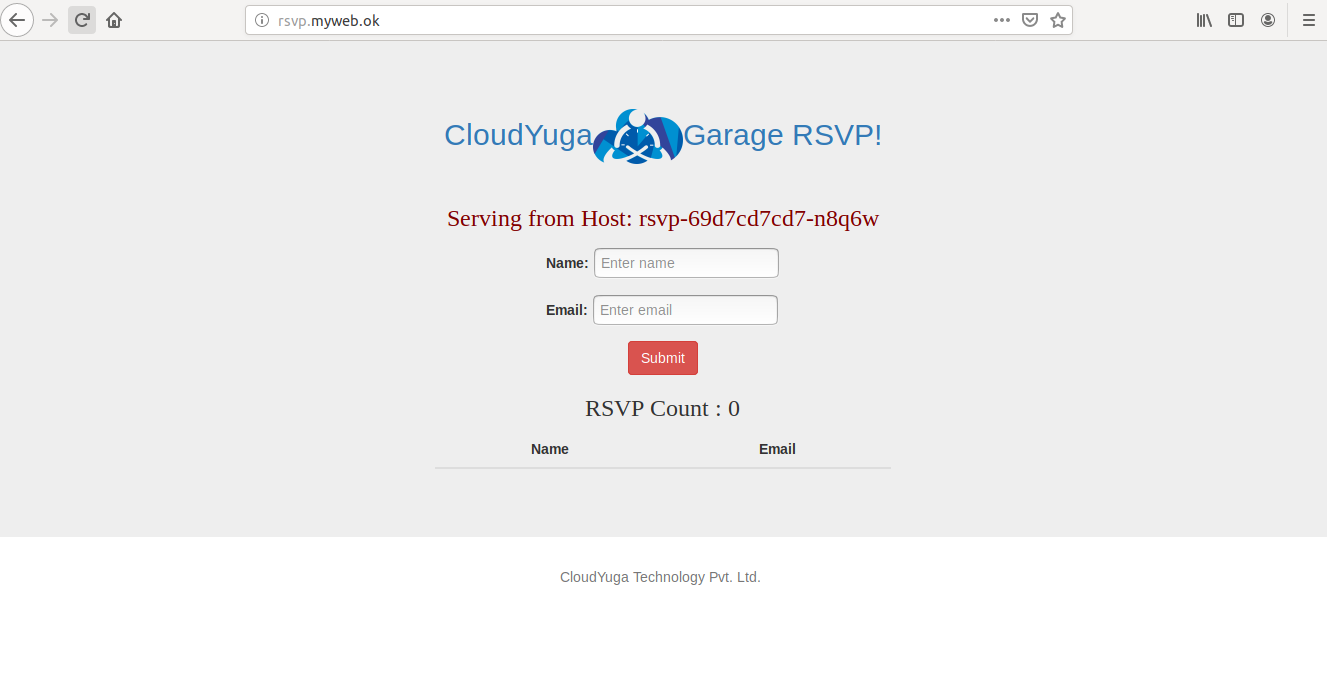 rsvp.myweb.ok
CloudYuga Garage RSVP!
Serving from Host: rsvp-69d7cd7cd7-n8q6w
Name: Enter name
Email: Enter email
Submit
RSVP Count : 0
Name Email
CloudYuga Technology Pvt. Ltd.